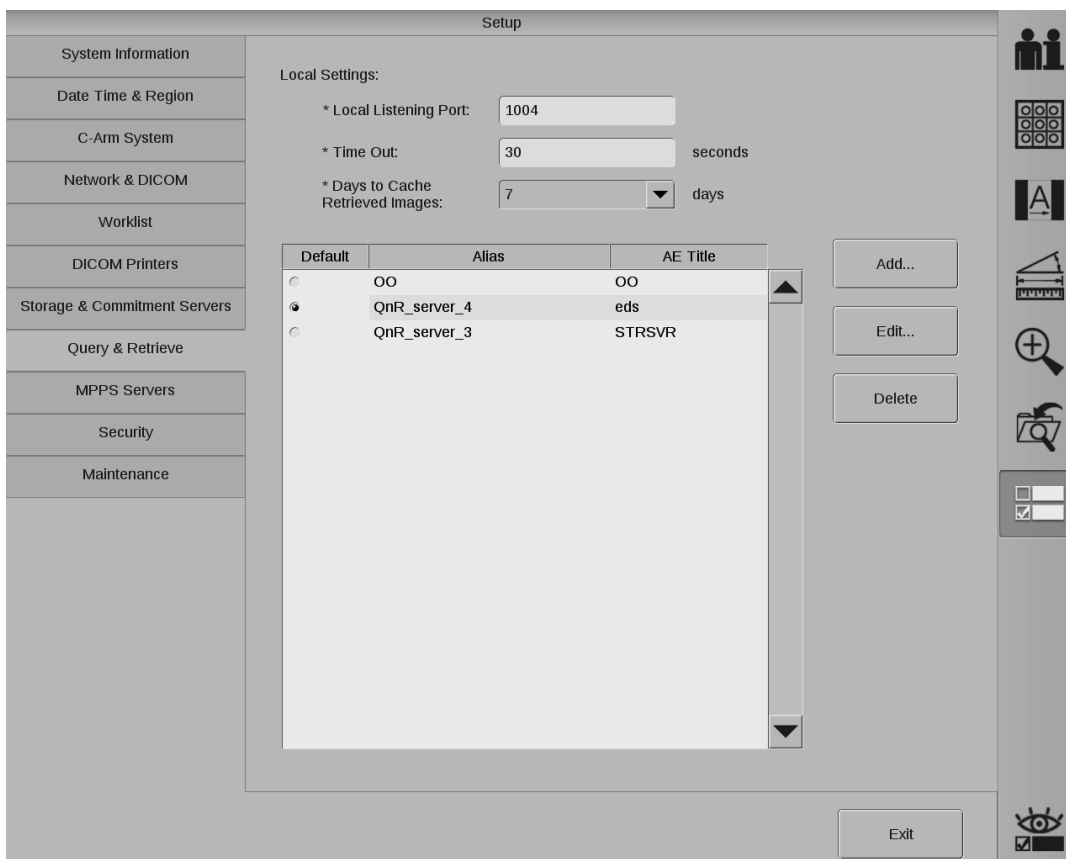 Setup
System Information
Date Time & Region
C-Arm System
Network & DICOM
Worklist
DICOM Printers
Storage & Commitment Servers
Query & Retrieve
MPPS Servers
Security
Maintenance
Local Settings:
* Local Listening Port: 1004
* Time Out: 30 seconds
* Days to Cache
Retrieved Images: 7 days
Default Alias AE Title
OO OO
QnR_server_4 eds
QnR_server_3 STRSVR
Add...
Edit...
Delete
Exit
A